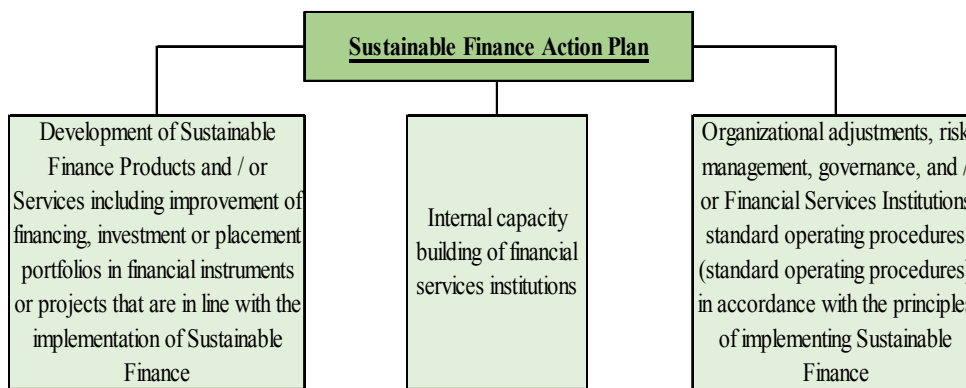 Sustainable Finance Action Plan
Development of Sustainable
Finance Products and / or
Services including improvement of
financing, investment or placement
portfolios in financial instruments
or projects that are in line with the
implementation of Sustainable
Finance
Internal capacity
building of financial
services institutions
Organizational adjustments, risk
management, governance, and /
or Financial Services Institutions
standard operating procedures
(standard operating procedures)
in accordance with the principles
of implementing Sustainable
Finance